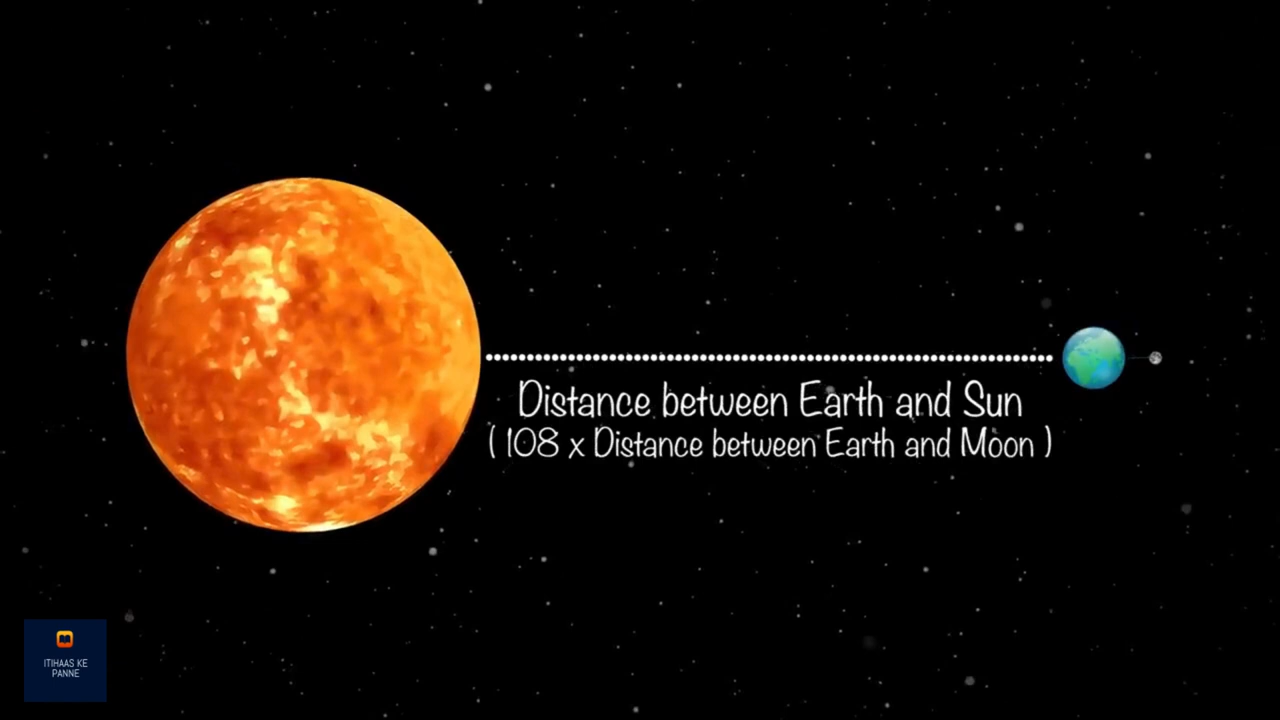 Distance between Earth and Sun
( 108 x Distance between Earth and Moon )
ITIHAAS KE
PANNE